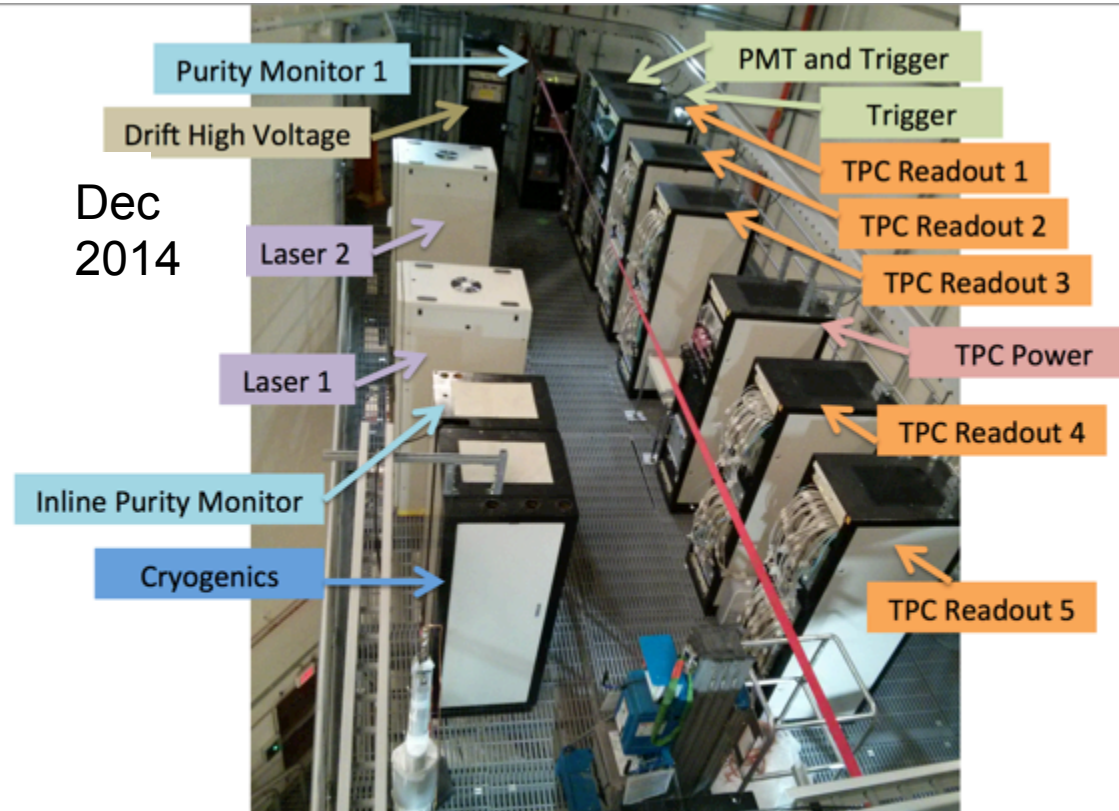 Purity Monitor 1
PMT and Trigger
Drift High Voltage
Trigger
TPC Readout 1
Dec
2014
TPC Readout 2
Laser 2
TPC Readout 3
TPC Power
Laser 1
TPC Readout 4
Inline Purity Monitor
Cryogenics
TPC Readout 5